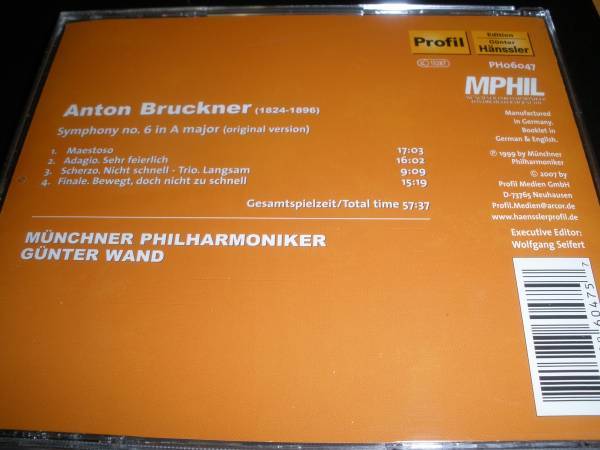 Profil
Edition
Günter
Hänssler
PH06047
MPHIL
Anton Bruckner (1824-1896)
Symphony no. 6 in A major (original version)
1. Maestoso 17:03
2. Adagio. Sehr feierlich 16:02
3. Scherzo. Nicht schnell - Trio. Langsam 9:09
4. Finale. Bewegt, doch nicht zu schnell 15:19
Gesamtspielzeit/Total time 57:37
MÜNCHNER PHILHARMONIKER
GÜNTER WAND
Manufactured
in Germany.
Booklet in
German & English.
℗ 1999 by Münchner
Philharmoniker
© 2007 by
Profil Medien GmbH
D-73765 Neuhausen
Profil.Medien@arcor.de
www.haensslerprofil.de
Executive Editor:
Wolfgang Seifert